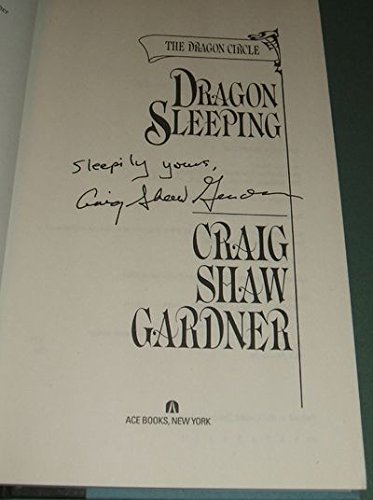 THE DRAGON CIRCLE
DRAGON
SLEEPING
Sleepily yours,
Craig Shaw Gardner
CRAIG
SHAW
GARDNER
ACE BOOKS, NEW YORK